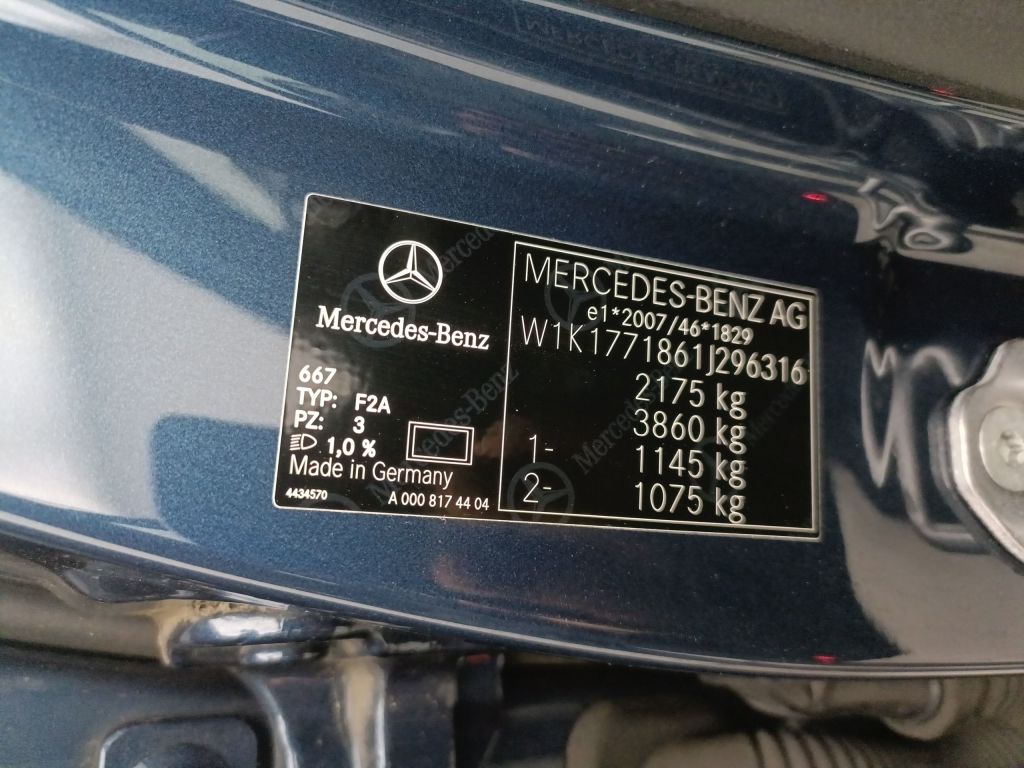 Mercedes-Benz
667
TYP: F2A
PZ: 3
1,0 %
Made in Germany
4434570
A 000 817 44 04
MERCEDES-BENZ AG
e1*2007/46*1829
W1K1771861J296316
2175 kg
3860 kg
1- 1145 kg
2- 1075 kg